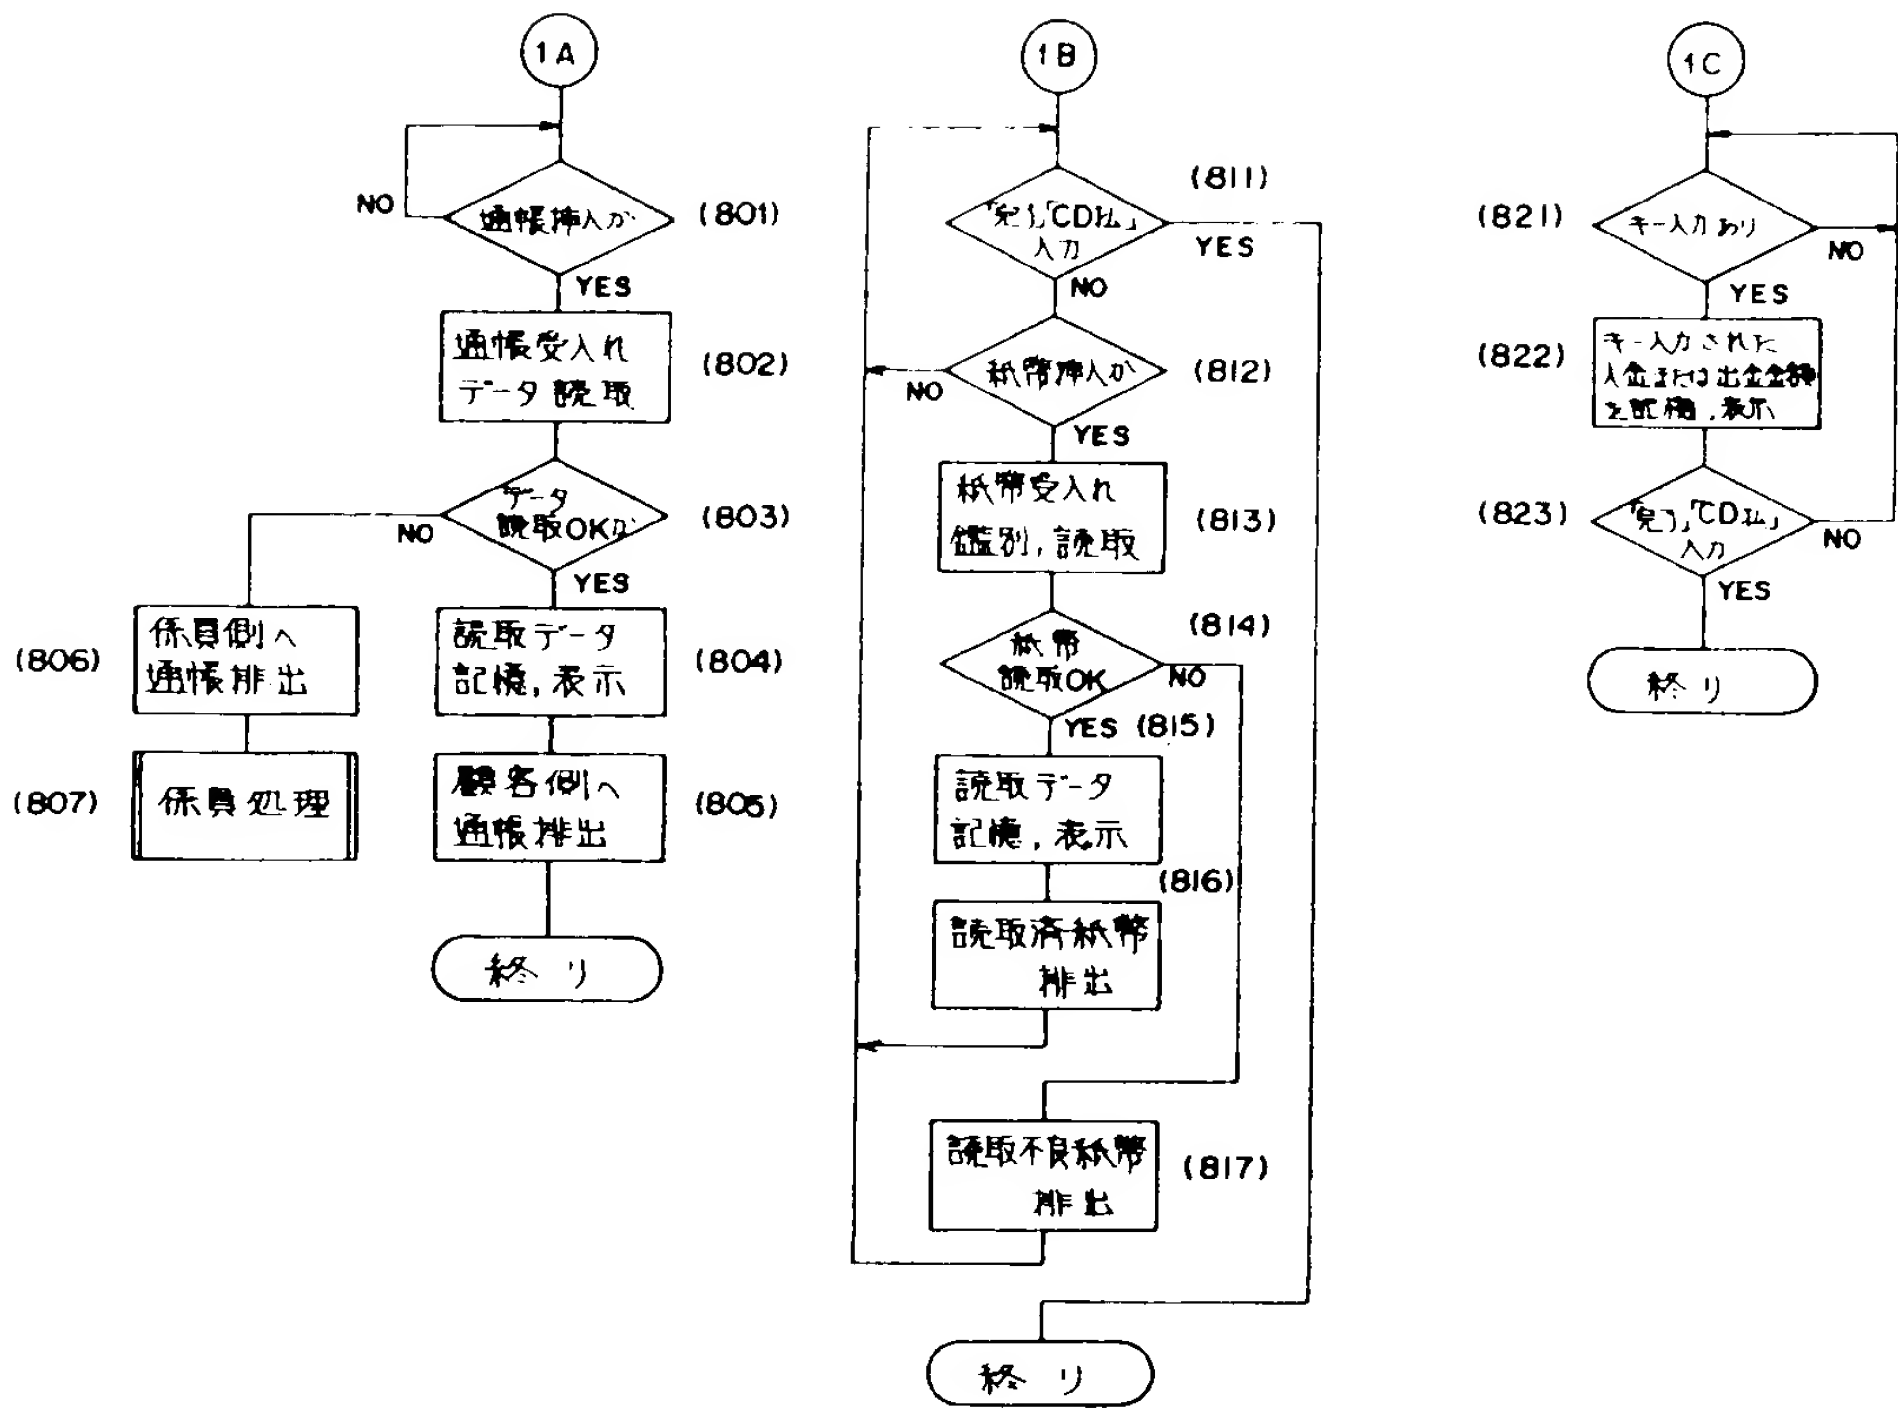 1A
NO
通帳挿入か
(801)
YES
通帳受入れ
データ読取
(802)
データ
読取OKか
(803)
NO
YES
係員側へ
通帳排出
(806)
読取データ
記憶,表示
(804)
係員処理
(807)
顧客側へ
通帳排出
(805)
終り
1B
(811)
「完了」「CD払」
入力
YES
NO
紙幣挿入か
(812)
NO
YES
紙幣受入れ
鑑別,読取
(813)
(814)
紙幣
読取OK
NO
YES
(815)
読取データ
記憶,表示
(816)
読取済紙幣
排出
読取不良紙幣
排出
(817)
終り
1C
(821)
キー入力あり
NO
YES
(822)
キー入力された
入金または出金金額
を記憶,表示
(823)
「完了」「CD払」
入力
NO
YES
終り